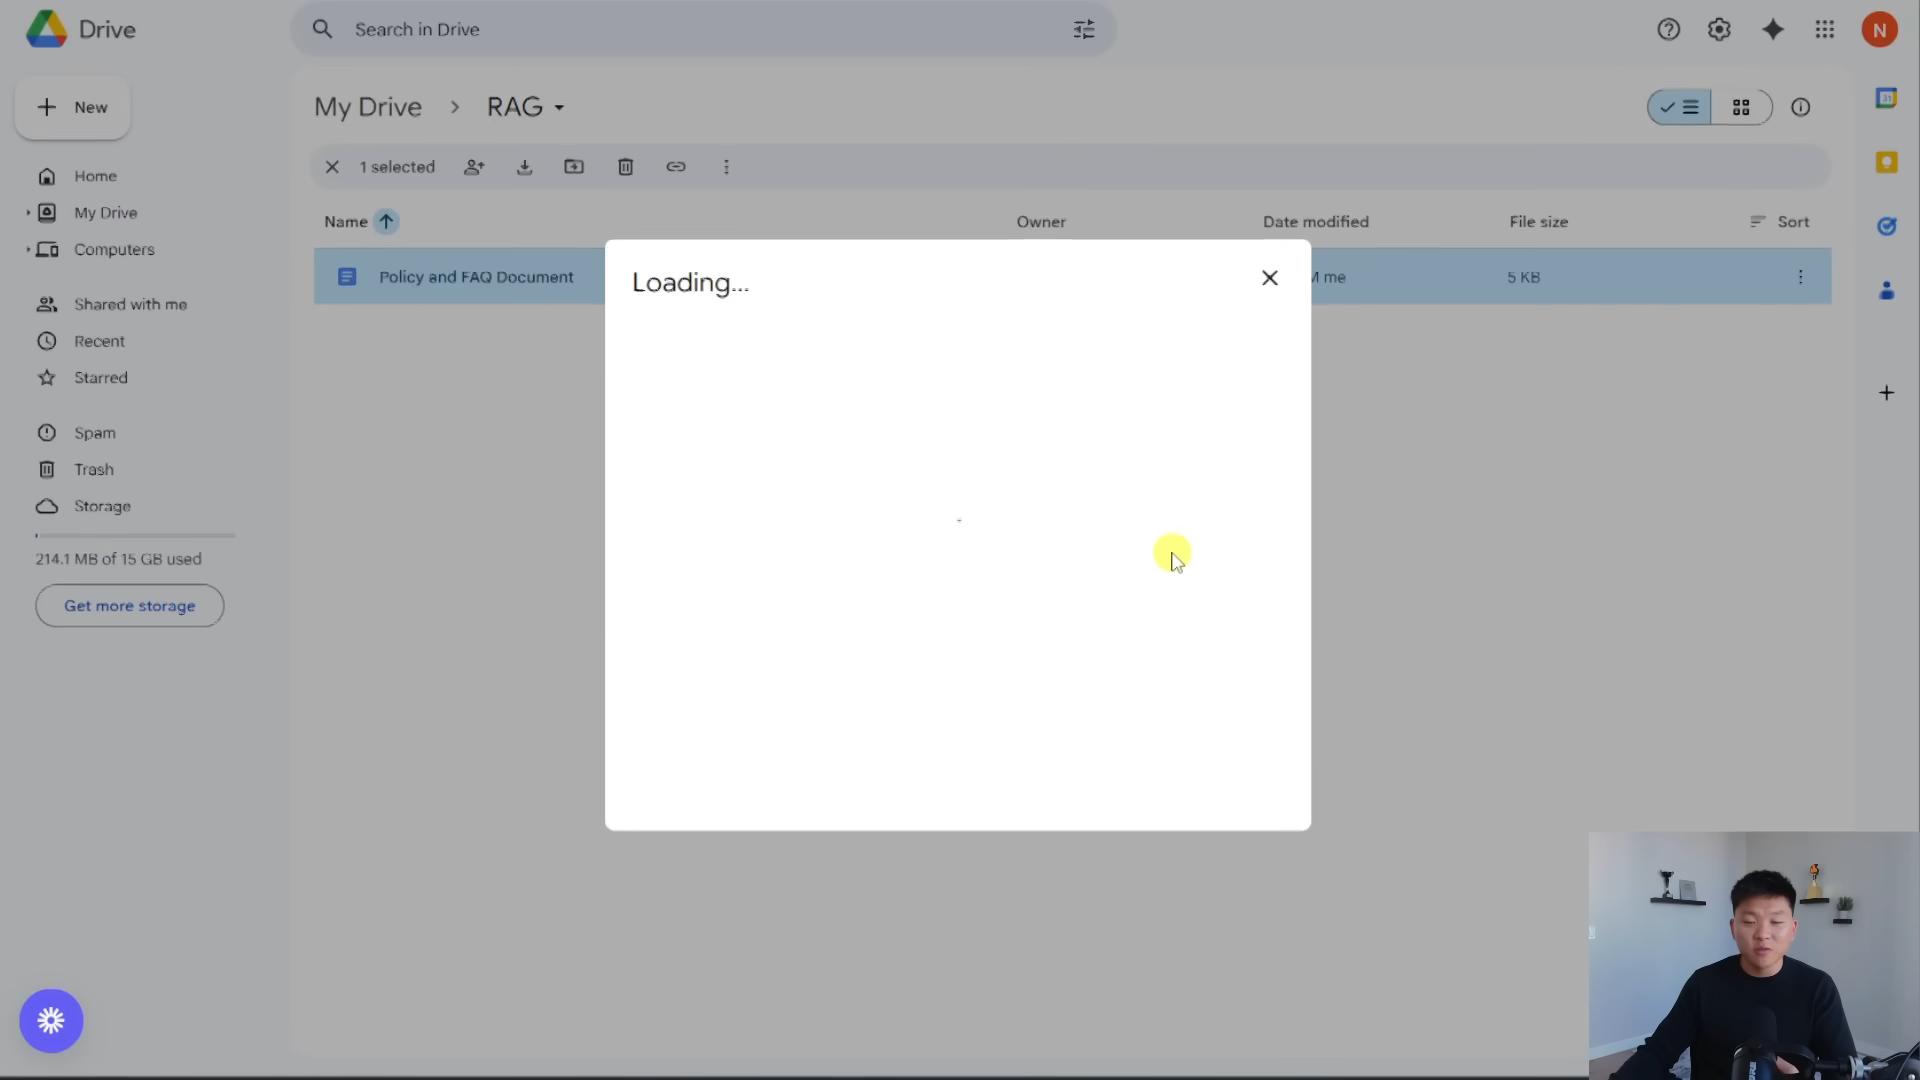 Drive
Search in Drive
N
New
My Drive
RAG
1 selected
Home
My Drive
Computers
Shared with me
Recent
Starred
Spam
Trash
Storage
214.1 MB of 15 GB used
Get more storage
Name
Owner
Date modified
File size
Sort
Policy and FAQ Document
me
5 KB
Loading...
31